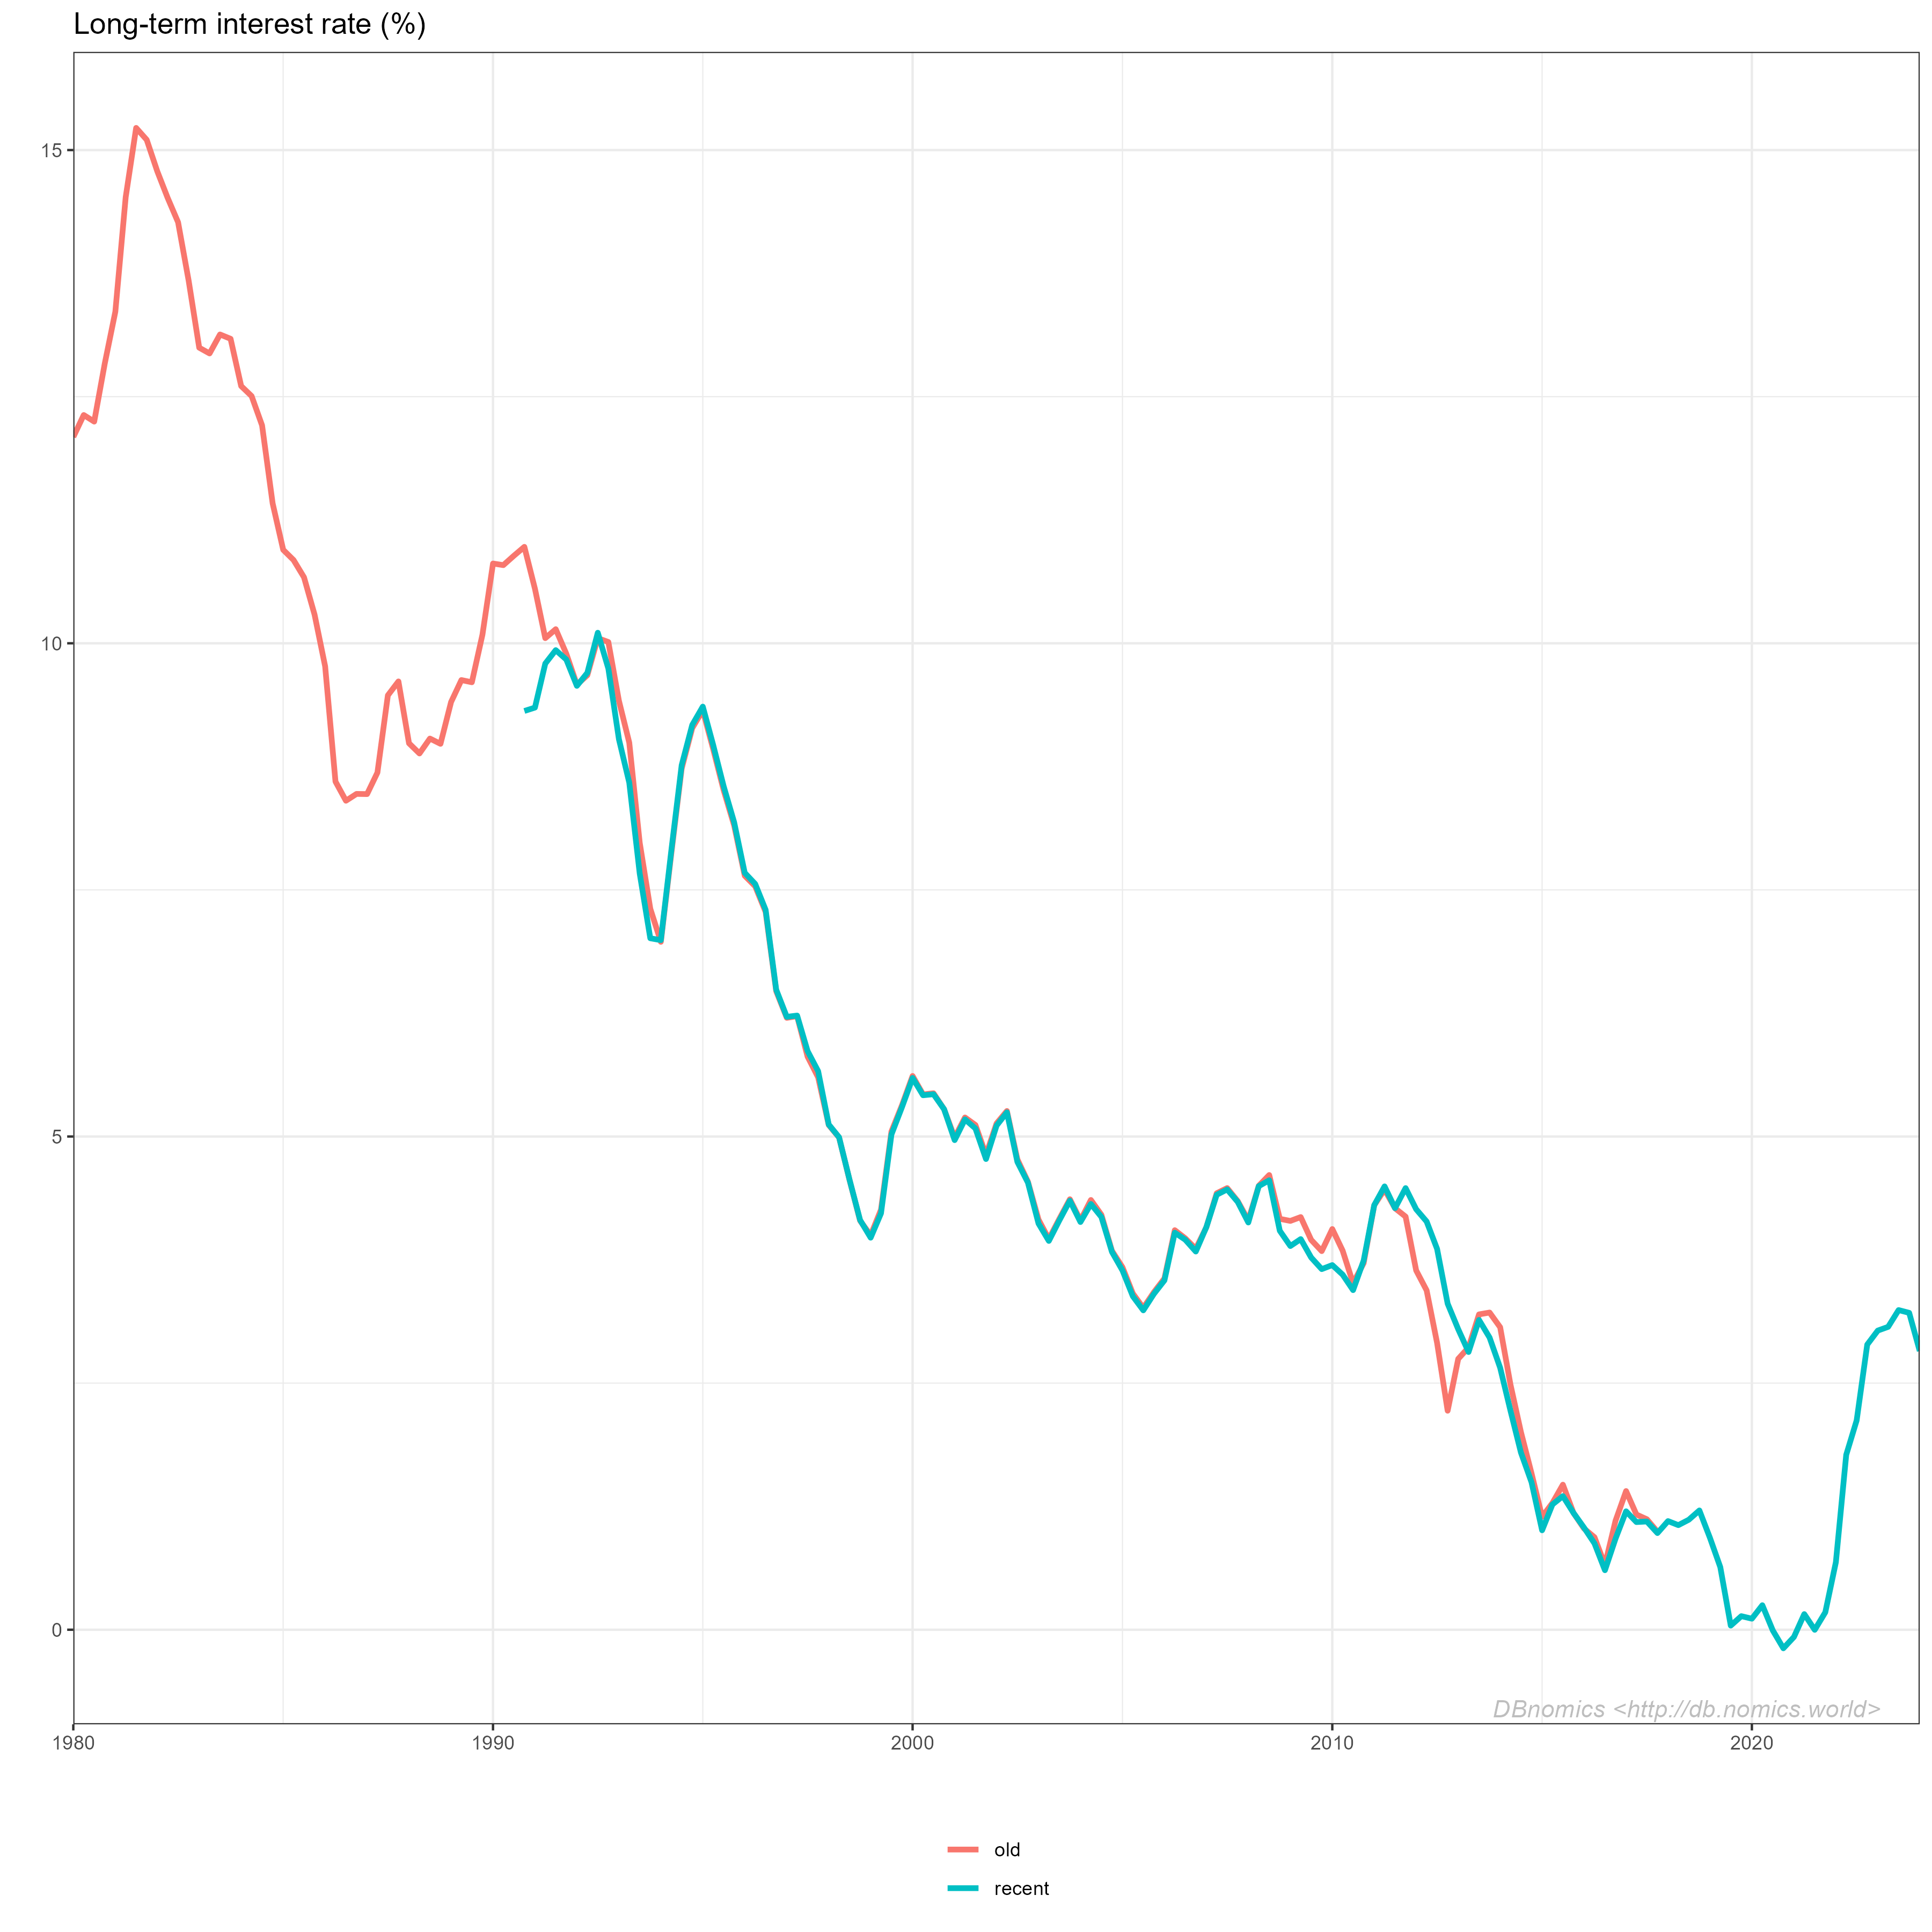 Long-term interest rate (%)
15
10
5
0
DBnomics <http://db.nomics.world>
1980 1990 2000 2010 2020
old
recent